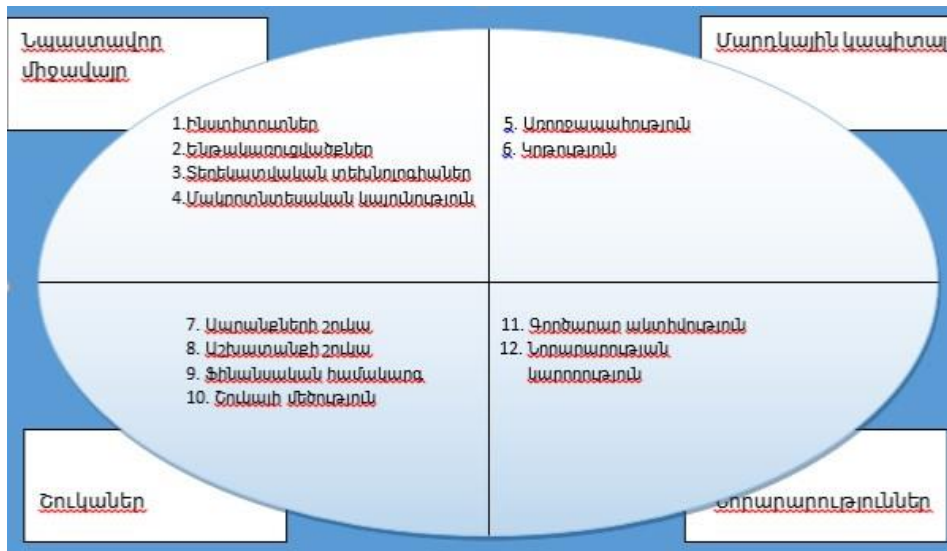 Նպաստավոր
միջավայր
Մարդկային կապիտալ
1.Ինստիտուտներ
2.Ենթակառուցվածքներ
3.Տեղեկատվական տեխնոլոգիաներ
4.Մակրոտնտեսական կայունություն
5. Առողջապահություն
6. Կրթություն
7. Ապրանքների շուկա
8. Աշխատանքի շուկա
9. Ֆինանսական համակարգ
10. Շուկայի մեծություն
11. Գործարար ակտիվություն
12. Նորարարության
կարողություն
Շուկաներ
Նորարարություններ